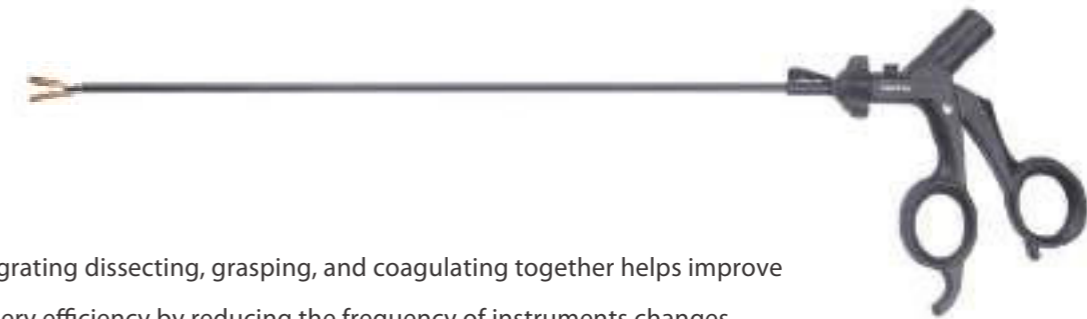 grating dissecting, grasping, and coagulating together helps improve
ery efficiency by reducing the frequency of instruments changes